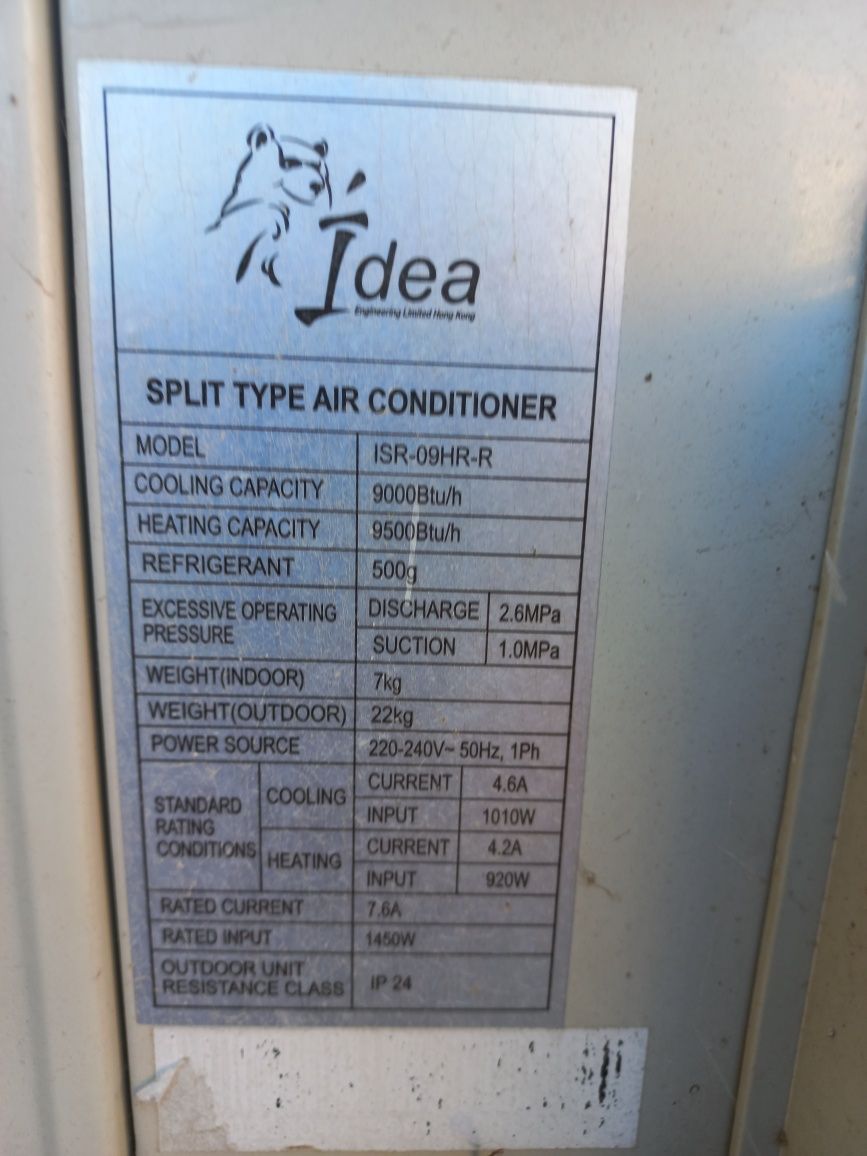 Idea
Engineering Limited Hong Kong
SPLIT TYPE AIR CONDITIONER
MODEL ISR-09HR-R
COOLING CAPACITY 9000Btu/h
HEATING CAPACITY 9500Btu/h
REFRIGERANT 500g
EXCESSIVE OPERATING PRESSURE DISCHARGE 2.6MPa
SUCTION 1.0MPa
WEIGHT(INDOOR) 7kg
WEIGHT(OUTDOOR) 22kg
POWER SOURCE 220-240V~ 50Hz, 1Ph
STANDARD RATING CONDITIONS COOLING CURRENT 4.6A
INPUT 1010W
HEATING CURRENT 4.2A
INPUT 920W
RATED CURRENT 7.6A
RATED INPUT 1450W
OUTDOOR UNIT RESISTANCE CLASS IP 24